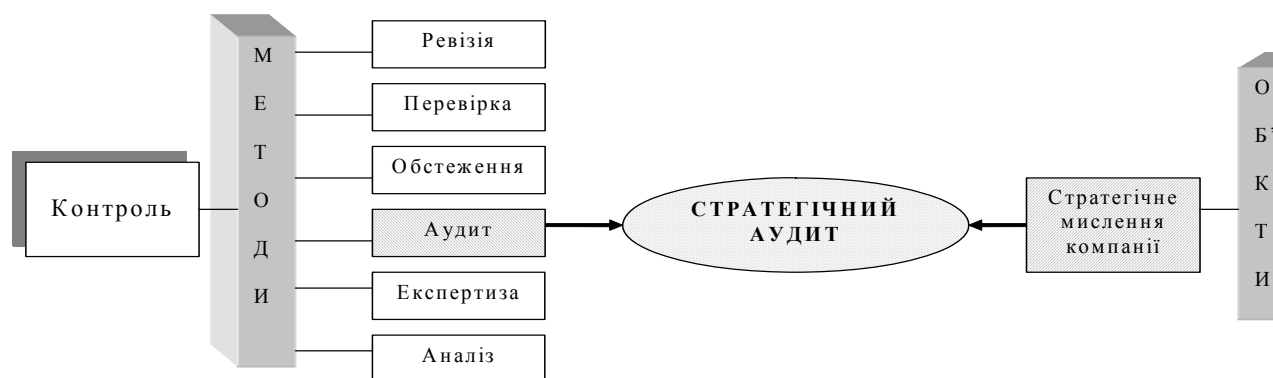 Контроль
М
Е
Т
О
Д
И
Ревізія
Перевірка
Обстеження
Аудит
Експертиза
Аналіз
СТРАТЕГІЧНИЙ
АУДИТ
Стратегічне
мислення
компанії
О
Б'
К
Т
И